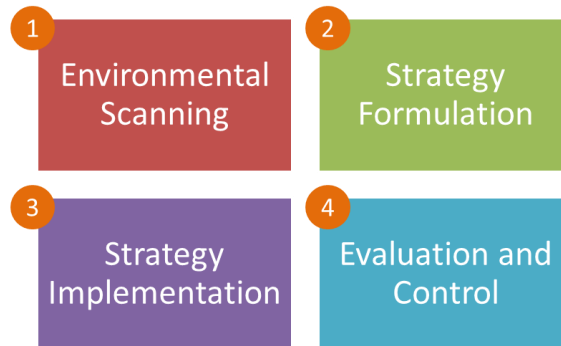 1
Environmental
Scanning
2
Strategy
Formulation
3
Strategy
Implementation
4
Evaluation and
Control